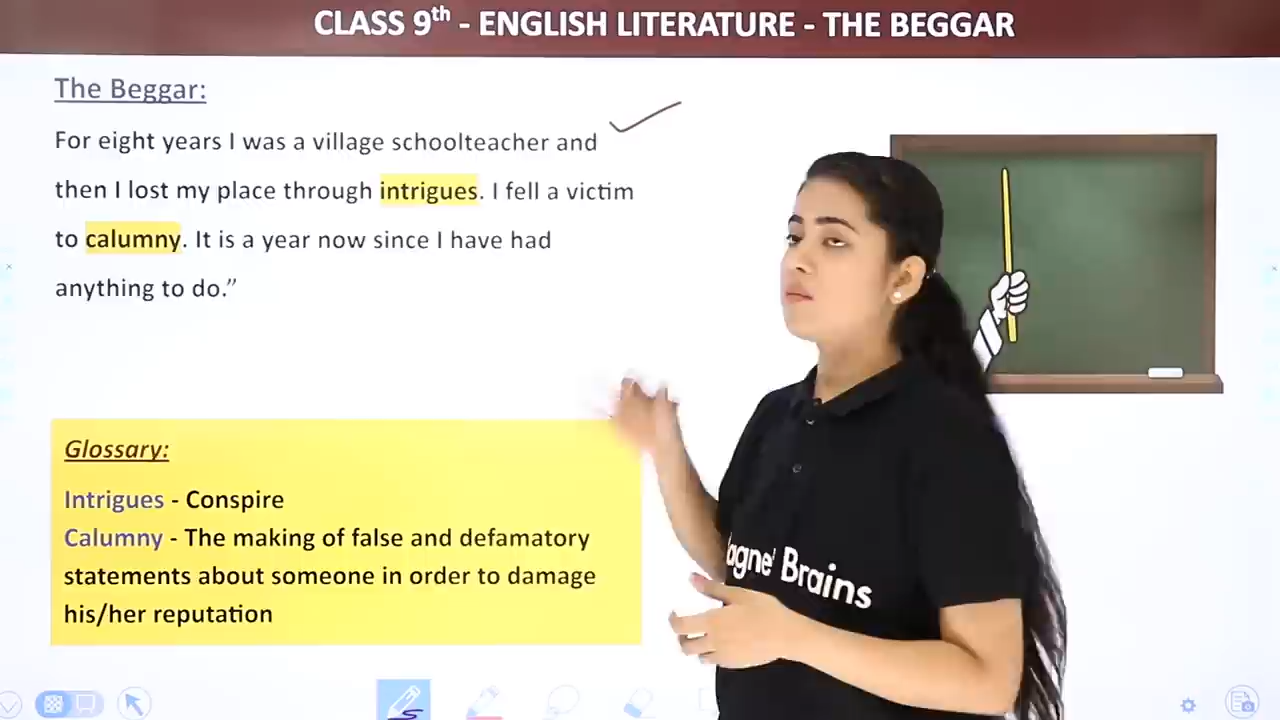 CLASS 9th - ENGLISH LITERATURE - THE BEGGAR
The Beggar:
For eight years I was a village schoolteacher and
then I lost my place through intrigues. I fell a victim
to calumny. It is a year now since I have had
anything to do.”
Glossary:
Intrigues - Conspire
Calumny - The making of false and defamatory
statements about someone in order to damage
his/her reputation
Brains